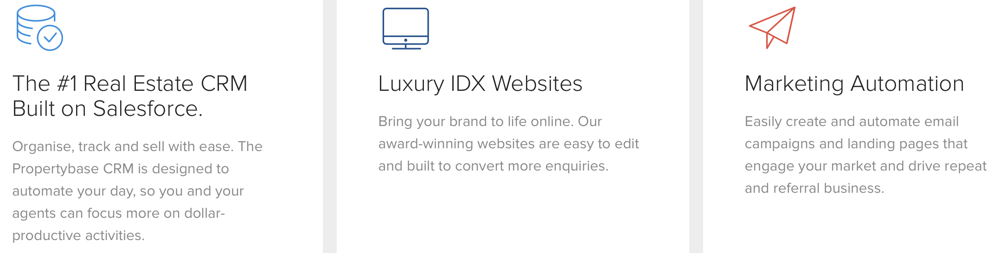 The #1 Real Estate CRM
Built on Salesforce.
Organise, track and sell with ease. The
Propertybase CRM is designed to
automate your day, so you and your
agents can focus more on dollar-
productive activities.
Luxury IDX Websites
Bring your brand to life online. Our
award-winning websites are easy to edit
and built to convert more enquiries.
Marketing Automation
Easily create and automate email
campaigns and landing pages that
engage your market and drive repeat
and referral business.